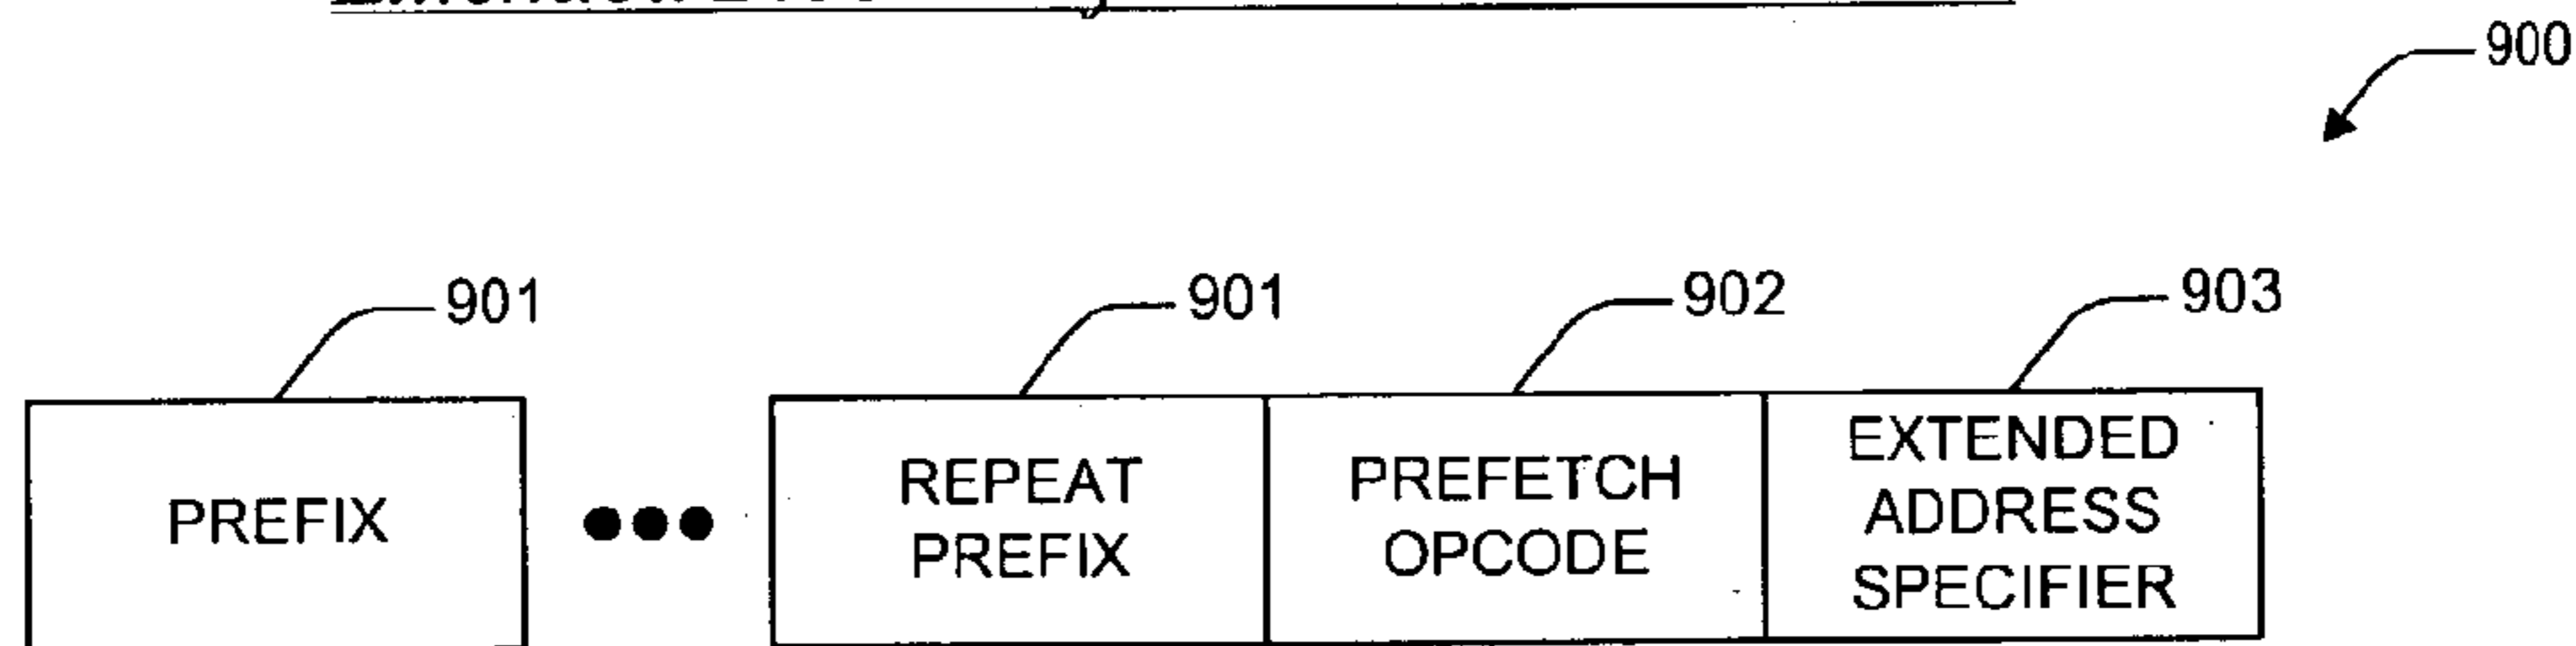 900
901
901
902
903
PREFIX
REPEAT
PREFIX
PREFETCH
OPCODE
EXTENDED
ADDRESS
SPECIFIER